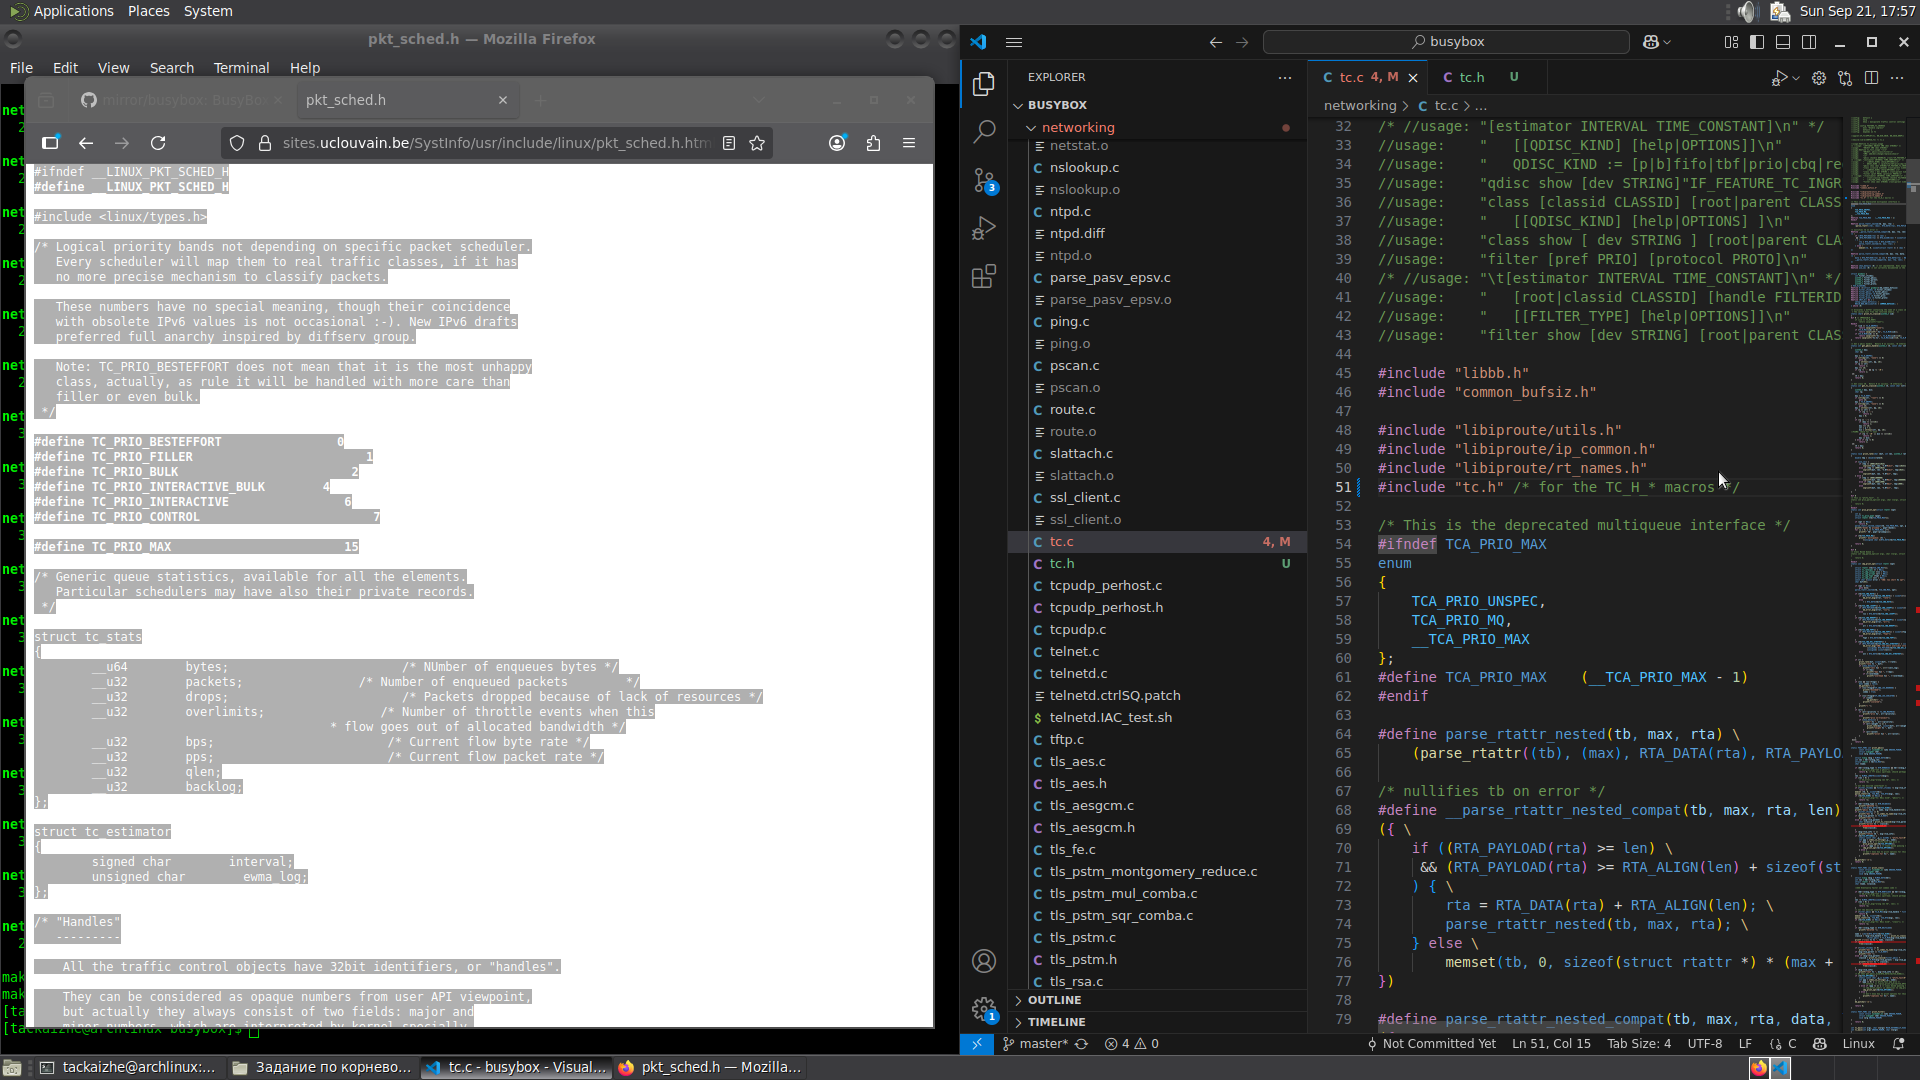 Applications Places System
Sun Sep 21, 17:57
pkt_sched.h — Mozilla Firefox
File Edit View Search Terminal Help
mirror/busybox: BusyBo
pkt_sched.h
sites.uclouvain.be/SystInfo/usr/include/linux/pkt_sched.h.htm
#ifndef __LINUX_PKT_SCHED_H
#define __LINUX_PKT_SCHED_H
#include <linux/types.h>
/* Logical priority bands not depending on specific packet scheduler.
Every scheduler will map them to real traffic classes, if it has
no more precise mechanism to classify packets.
These numbers have no special meaning, though their coincidence
with obsolete IPv6 values is not occasional :-). New IPv6 drafts
preferred full anarchy inspired by diffserv group.
Note: TC_PRIO_BESTEFFORT does not mean that it is the most unhappy
class, actually, as rule it will be handled with more care than
filler or even bulk.
*/
#define TC_PRIO_BESTEFFORT 0
#define TC_PRIO_FILLER 1
#define TC_PRIO_BULK 2
#define TC_PRIO_INTERACTIVE_BULK 4
#define TC_PRIO_INTERACTIVE 6
#define TC_PRIO_CONTROL 7
#define TC_PRIO_MAX 15
/* Generic queue statistics, available for all the elements.
Particular schedulers may have also their private records.
*/
struct tc_stats
{
__u64 bytes; /* NUmber of enqueues bytes */
__u32 packets; /* Number of enqueued packets */
__u32 drops; /* Packets dropped because of lack of resources */
__u32 overlimits; /* Number of throttle events when this
* flow goes out of allocated bandwidth */
__u32 bps; /* Current flow byte rate */
__u32 pps; /* Current flow packet rate */
__u32 qlen;
__u32 backlog;
};
struct tc_estimator
{
signed char interval;
unsigned char ewma_log;
};
/* "Handles"
---------
All the traffic control objects have 32bit identifiers, or "handles".
They can be considered as opaque numbers from user API viewpoint,
but actually they always consist of two fields: major and
minor numbers, which are interpreted by kernel specially,
[tackaizhe@archlinux busybox]$
busybox
EXPLORER
BUSYBOX
networking
netstat.o
nslookup.c
nslookup.o
ntpd.c
ntpd.diff
ntpd.o
parse_pasv_epsv.c
parse_pasv_epsv.o
ping.c
ping.o
pscan.c
pscan.o
route.c
route.o
slattach.c
slattach.o
ssl_client.c
ssl_client.o
tc.c 4, M
tc.h U
tcpudp_perhost.c
tcpudp_perhost.h
tcpudp.c
telnet.c
telnetd.c
telnetd.ctrlSQ.patch
telnetd.IAC_test.sh
tftp.c
tls_aes.c
tls_aes.h
tls_aesgcm.c
tls_aesgcm.h
tls_fe.c
tls_pstm_montgomery_reduce.c
tls_pstm_mul_comba.c
tls_pstm_sqr_comba.c
tls_pstm.c
tls_pstm.h
tls_rsa.c
OUTLINE
TIMELINE
3
1
tc.c 4, M tc.h U
networking > tc.c > ...
32 /* //usage: "[estimator INTERVAL TIME_CONSTANT]\n" */
33 //usage: " [[QDISC_KIND] [help|OPTIONS]]\n"
34 //usage: " QDISC_KIND := [p|b]fifo|tbf|prio|cbq|re
35 //usage: "qdisc show [dev STRING]"IF_FEATURE_TC_INGR
36 //usage: "class [classid CLASSID] [root|parent CLASS
37 //usage: " [[QDISC_KIND] [help|OPTIONS] ]\n"
38 //usage: "class show [ dev STRING ] [root|parent CLA
39 //usage: "filter [pref PRIO] [protocol PROTO]\n"
40 /* //usage: "\t[estimator INTERVAL TIME_CONSTANT]\n" */
41 //usage: " [root|classid CLASSID] [handle FILTERID
42 //usage: " [[FILTER_TYPE] [help|OPTIONS]]\n"
43 //usage: "filter show [dev STRING] [root|parent CLAS
44
45 #include "libbb.h"
46 #include "common_bufsiz.h"
47
48 #include "libiproute/utils.h"
49 #include "libiproute/ip_common.h"
50 #include "libiproute/rt_names.h"
51 #include "tc.h" /* for the TC_H_* macros */
52
53 /* This is the deprecated multiqueue interface */
54 #ifndef TCA_PRIO_MAX
55 enum
56 {
57 TCA_PRIO_UNSPEC,
58 TCA_PRIO_MQ,
59 __TCA_PRIO_MAX
60 };
61 #define TCA_PRIO_MAX (__TCA_PRIO_MAX - 1)
62 #endif
63
64 #define parse_rtattr_nested(tb, max, rta) \
65 (parse_rtattr((tb), (max), RTA_DATA(rta), RTA_PAYLO
66
67 /* nullifies tb on error */
68 #define __parse_rtattr_nested_compat(tb, max, rta, len)
69 ({ \
70 if ((RTA_PAYLOAD(rta) >= len) \
71 && (RTA_PAYLOAD(rta) >= RTA_ALIGN(len) + sizeof(st
72 ) { \
73 rta = RTA_DATA(rta) + RTA_ALIGN(len); \
74 parse_rtattr_nested(tb, max, rta); \
75 } else \
76 memset(tb, 0, sizeof(struct rtattr *) * (max +
77 })
78
79 #define parse_rtattr_nested_compat(tb, max, rta, data,
master* 4 0 Not Committed Yet Ln 51, Col 15 Tab Size: 4 UTF-8 LF C Linux
tackaizhe@archlinux:... Задание по корнево... tc.c - busybox - Visual... pkt_sched.h — Mozilla...